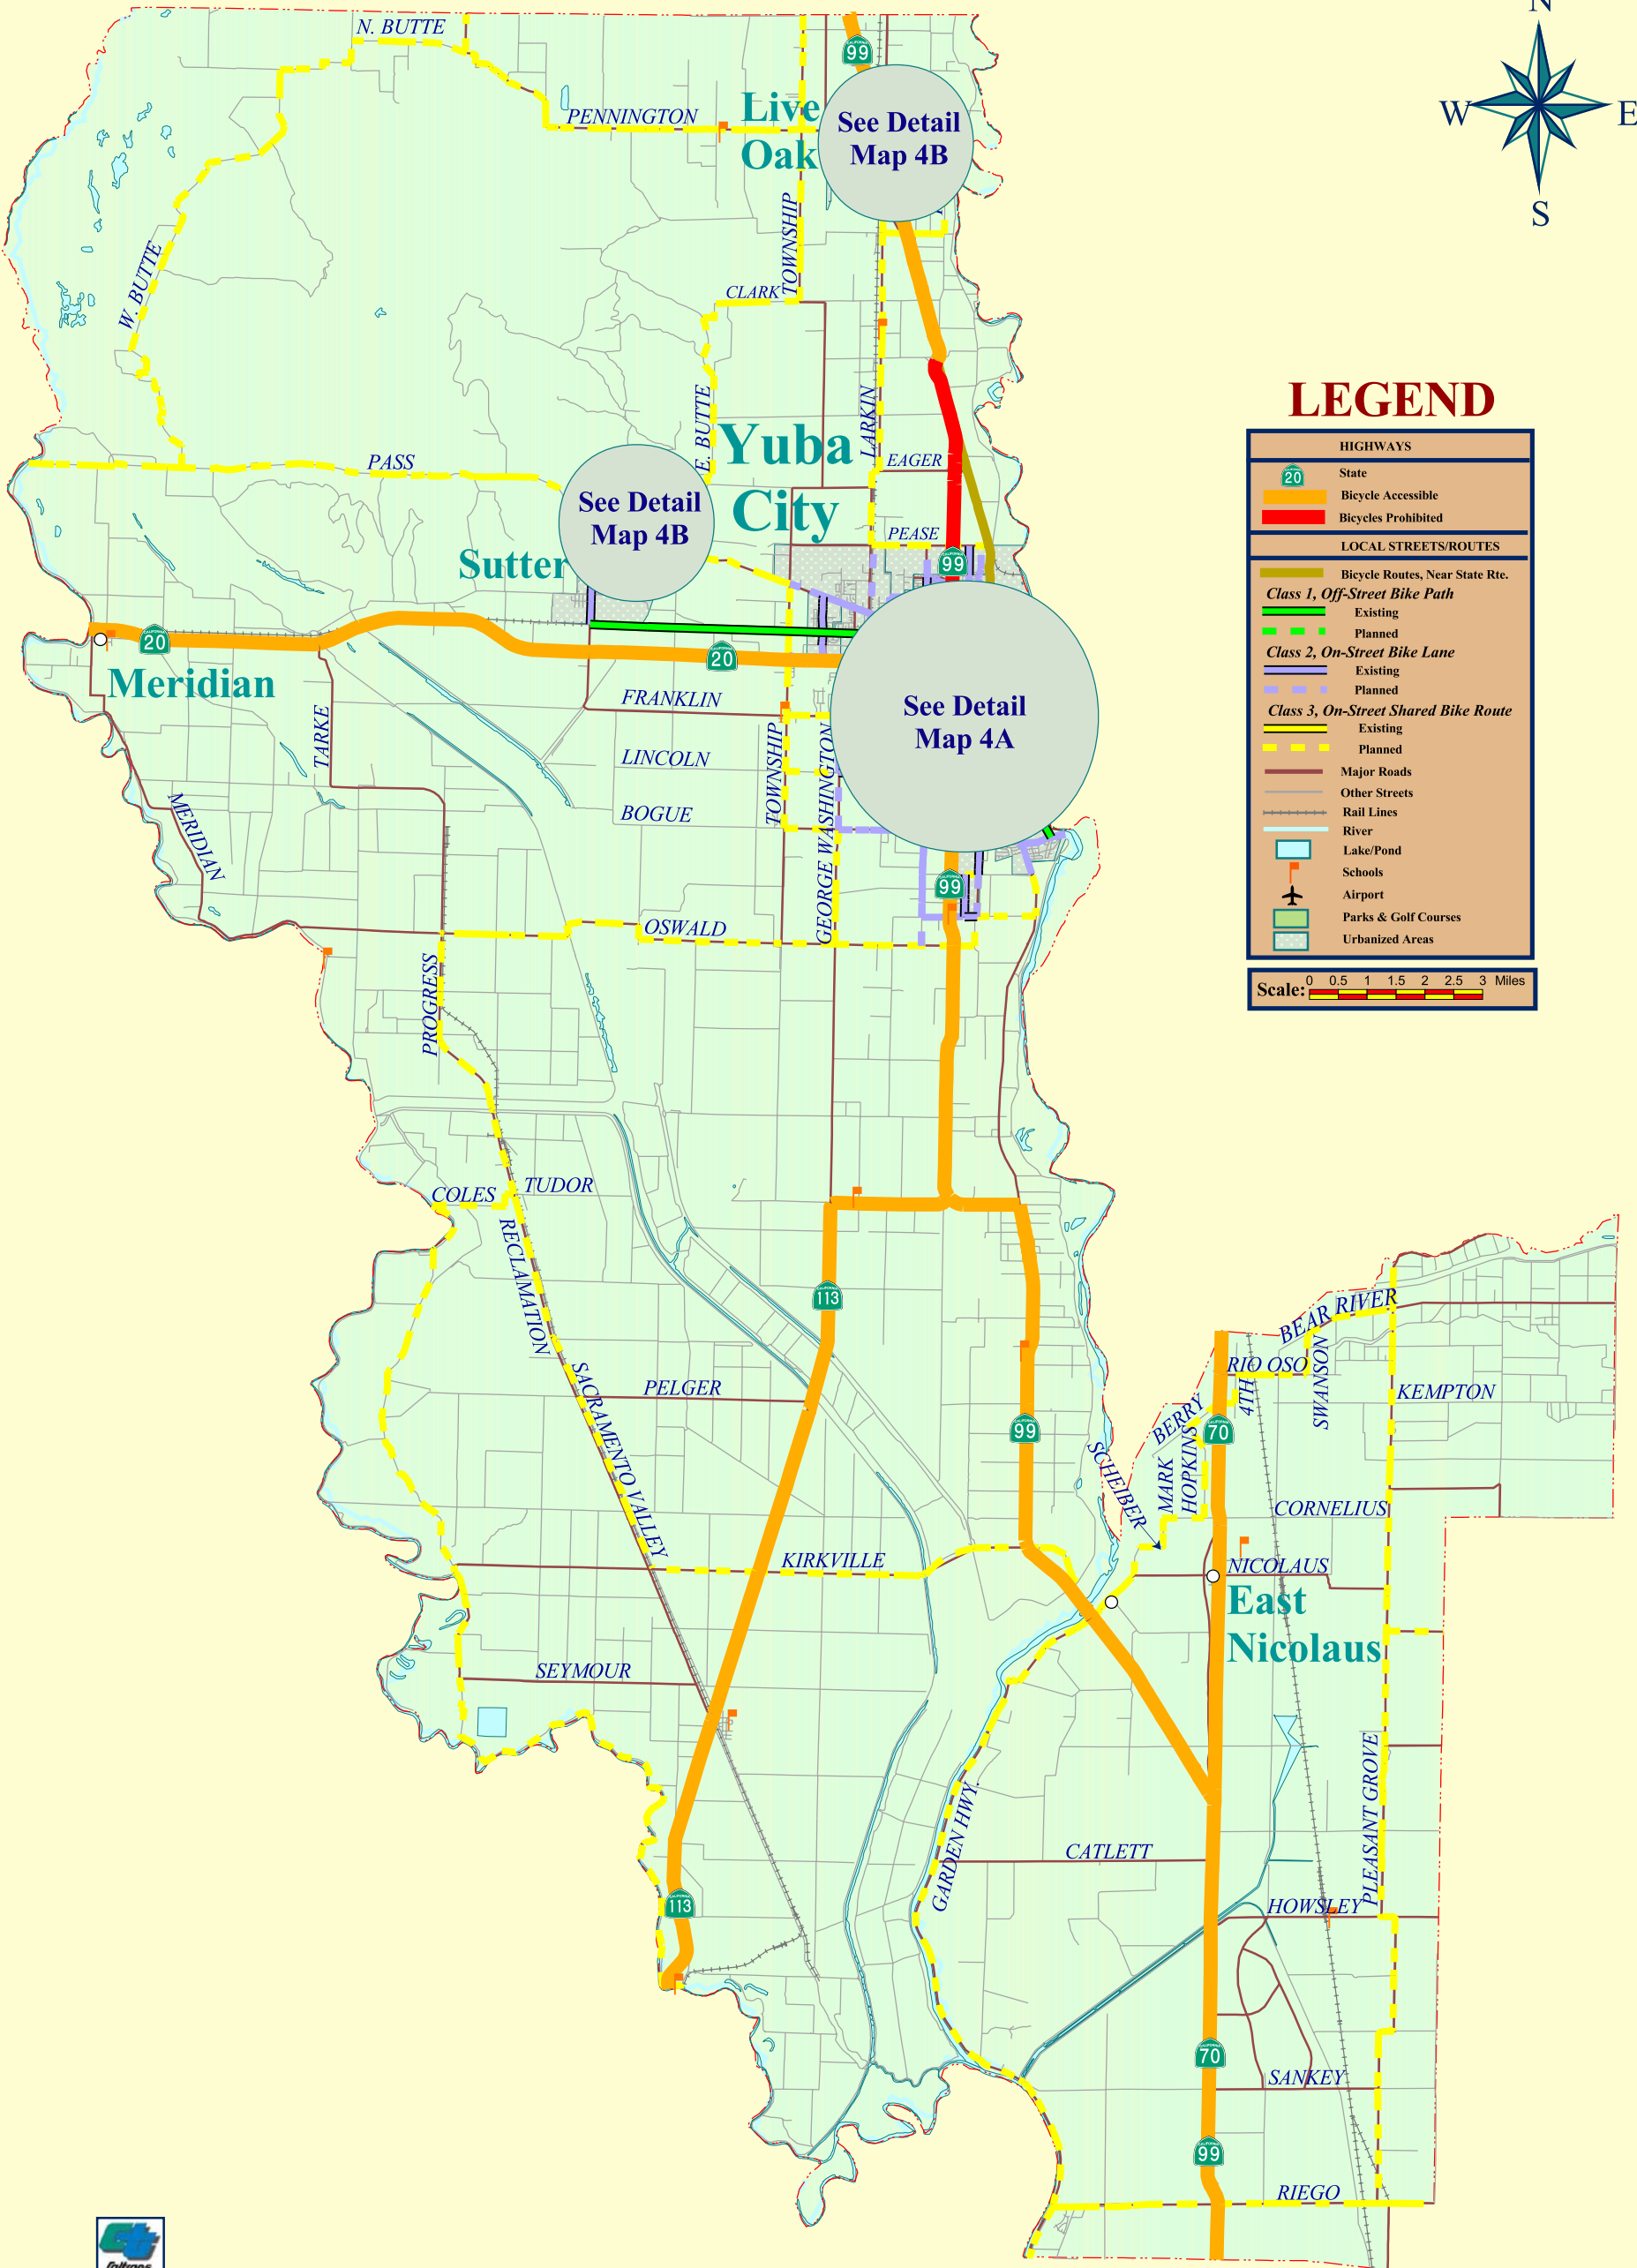 N
W
E
S
N. BUTTE
99
PENNINGTON
Live
Oak
See Detail
Map 4B
TOWNSHIP
CLARK
W. BUTTE
E. BUTTE
LARKIN
Yuba
City
EAGER
PASS
See Detail
Map 4B
PEASE
99
Sutter
20
20
Meridian
FRANKLIN
See Detail
Map 4A
TARKE
LINCOLN
TOWNSHIP
GEORGE WASHINGTON
BOGUE
MERIDIAN
99
OSWALD
PROGRESS
COLES
TUDOR
RECLAMATION
113
SACRAMENTO VALLEY
PELGER
99
BEAR RIVER
RIO OSO
4TH
SWANSON
KEMPTON
BERRY
70
MARK
HOPKINS
SCHEIBER
CORNELIUS
KIRKVILLE
NICOLAUS
East
Nicolaus
SEYMOUR
GARDEN HWY.
PLEASANT GROVE
CATLETT
113
HOWSLEY
70
SANKEY
99
RIEGO
LEGEND
HIGHWAYS
20
State
Bicycle Accessible
Bicycles Prohibited
LOCAL STREETS/ROUTES
Bicycle Routes, Near State Rte.
Class 1, Off-Street Bike Path
Existing
Planned
Class 2, On-Street Bike Lane
Existing
Planned
Class 3, On-Street Shared Bike Route
Existing
Planned
Major Roads
Other Streets
Rail Lines
River
Lake/Pond
Schools
Airport
Parks & Golf Courses
Urbanized Areas
Scale: 0 0.5 1 1.5 2 2.5 3 Miles